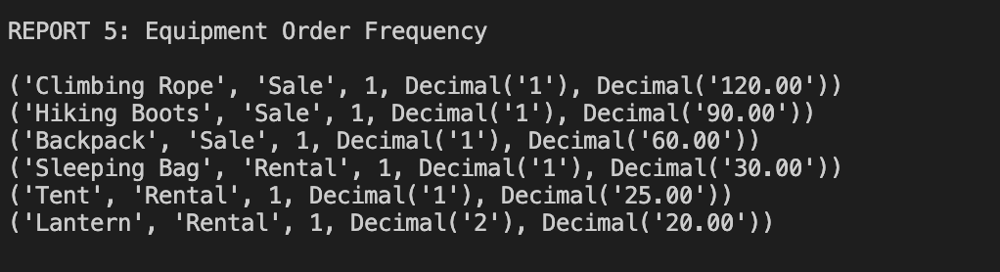 REPORT 5: Equipment Order Frequency
('Climbing Rope', 'Sale', 1, Decimal('1'), Decimal('120.00'))
('Hiking Boots', 'Sale', 1, Decimal('1'), Decimal('90.00'))
('Backpack', 'Sale', 1, Decimal('1'), Decimal('60.00'))
('Sleeping Bag', 'Rental', 1, Decimal('1'), Decimal('30.00'))
('Tent', 'Rental', 1, Decimal('1'), Decimal('25.00'))
('Lantern', 'Rental', 1, Decimal('2'), Decimal('20.00'))